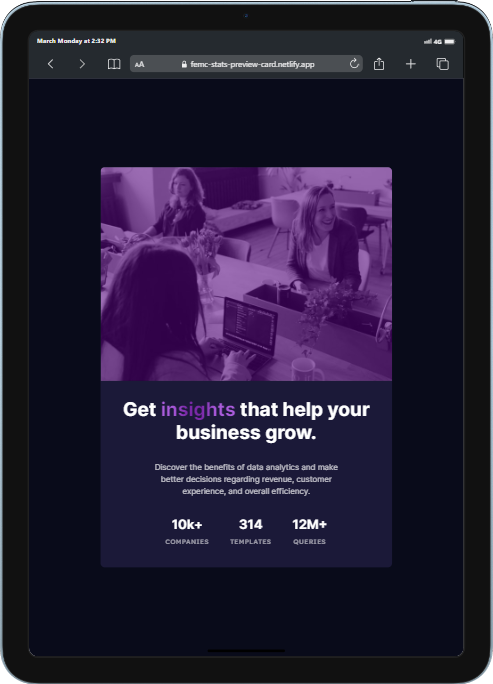 March Monday at 2:32 PM
4G
AA
femc-stats-preview-card.netlify.app
Get insights that help your
business grow.
Discover the benefits of data analytics and make
better decisions regarding revenue, customer
experience, and overall efficiency.
10k+ 314 12M+
COMPANIES TEMPLATES QUERIES